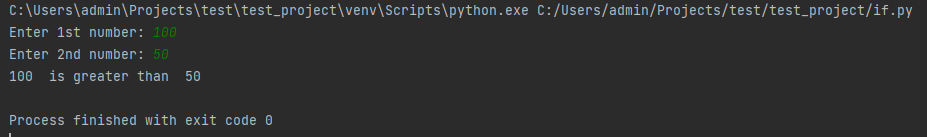 C:\Users\admin\Projects\test\test_project\venv\Scripts\python.exe C:/Users/admin/Projects/test/test_project/if.py
Enter 1st number: 100
Enter 2nd number: 50
100  is greater than  50
Process finished with exit code 0